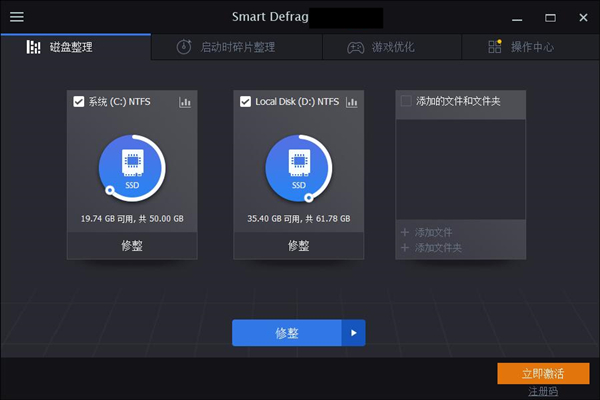 Smart Defrag
磁盘整理
启动时碎片整理
游戏优化
操作中心
系统 (C:) NTFS
SSD
19.74 GB 可用, 共 50.00 GB
修整
Local Disk (D:) NTFS
SSD
35.40 GB 可用, 共 61.78 GB
修整
添加的文件和文件夹
+ 添加文件
+ 添加文件夹
修整
立即激活
注册码